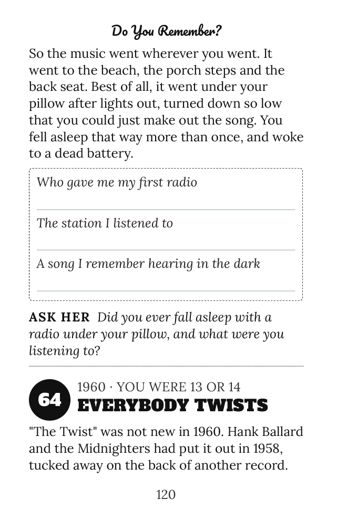 Do You Remember?
So the music went wherever you went. It
went to the beach, the porch steps and the
back seat. Best of all, it went under your
pillow after lights out, turned down so low
that you could just make out the song. You
fell asleep that way more than once, and woke
to a dead battery.
Who gave me my first radio
The station I listened to
A song I remember hearing in the dark
ASK HER Did you ever fall asleep with a
radio under your pillow, and what were you
listening to?
64
1960 · YOU WERE 13 OR 14
EVERYBODY TWISTS
"The Twist" was not new in 1960. Hank Ballard
and the Midnighters had put it out in 1958,
tucked away on the back of another record.
120